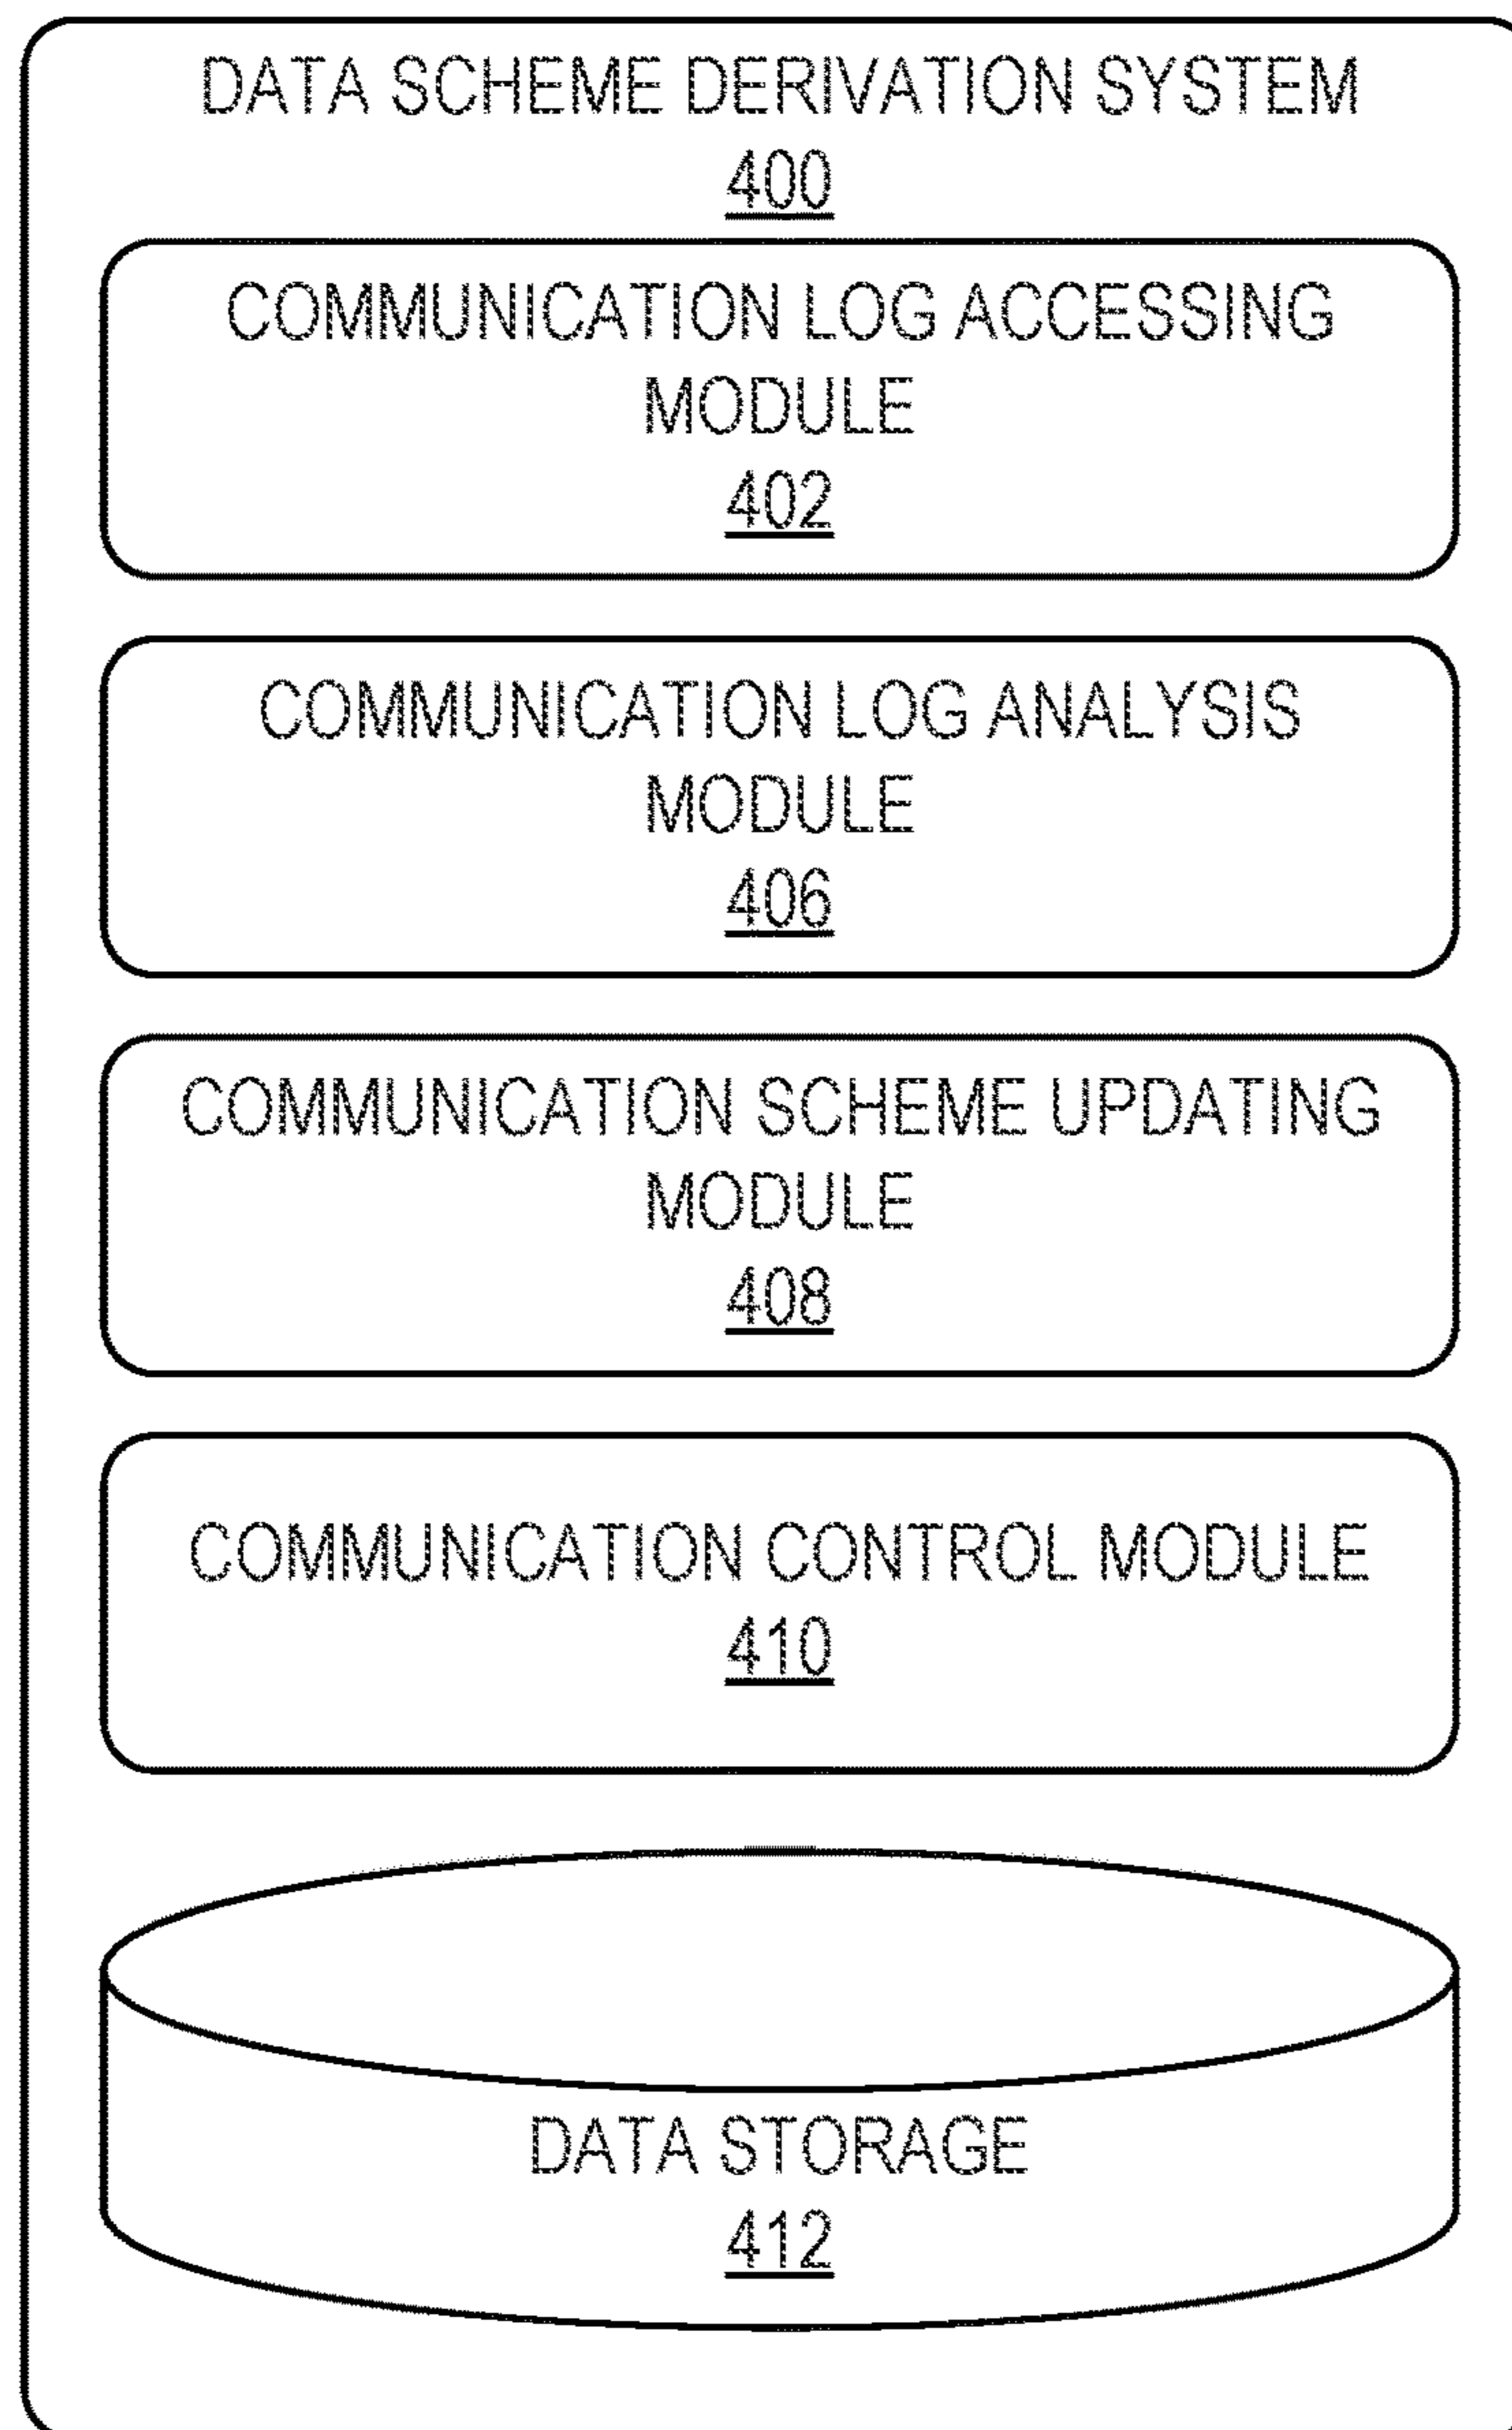 DATA SCHEME DERIVATION SYSTEM
400
COMMUNICATION LOG ACCESSING
MODULE
402
COMMUNICATION LOG ANALYSIS
MODULE
406
COMMUNICATION SCHEME UPDATING
MODULE
408
COMMUNICATION CONTROL MODULE
410
DATA STORAGE
412